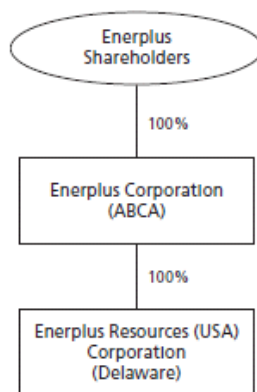 Enerplus
Shareholders
100%
Enerplus Corporation
(ABCA)
100%
Enerplus Resources (USA)
Corporation
(Delaware)